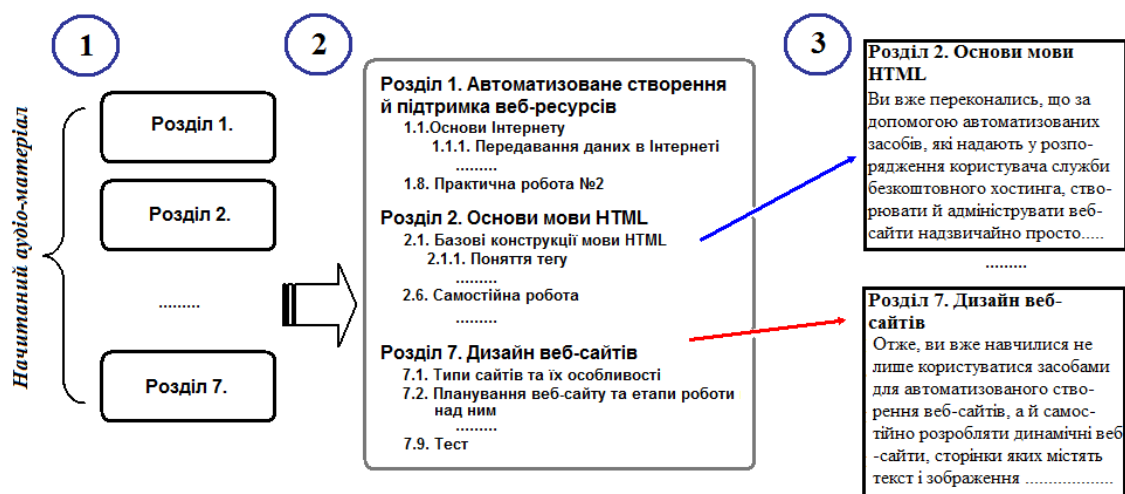 1
2
3
Начитаний аудіо-матеріал
Розділ 1.
Розділ 2.
.........
Розділ 7.
Розділ 1. Автоматизоване створення
й підтримка веб-ресурсів
1.1.Основи Інтернету
1.1.1. Передавання даних в Інтернеті
.........
1.8. Практична робота №2
Розділ 2. Основи мови HTML
2.1. Базові конструкції мови HTML
2.1.1. Поняття тегу
.........
2.6. Самостійна робота
.........
Розділ 7. Дизайн веб-сайтів
7.1. Типи сайтів та їх особливості
7.2. Планування веб-сайту та етапи роботи
над ним
.........
7.9. Тест
Розділ 2. Основи мови
HTML
Ви вже переконались, що за
допомогою автоматизованих
засобів, які надають у розпо-
рядження користувача служби
безкоштовного хостинга, ство-
рювати й адмініструвати веб-
сайти надзвичайно просто.....
.........
Розділ 7. Дизайн веб-
сайтів
Отже, ви вже навчилися не
лише користуватися засобами
для автоматизованого ство-
рення веб-сайтів, а й самос-
тійно розробляти динамічні веб
-сайти, сторінки яких містять
текст і зображення ...................